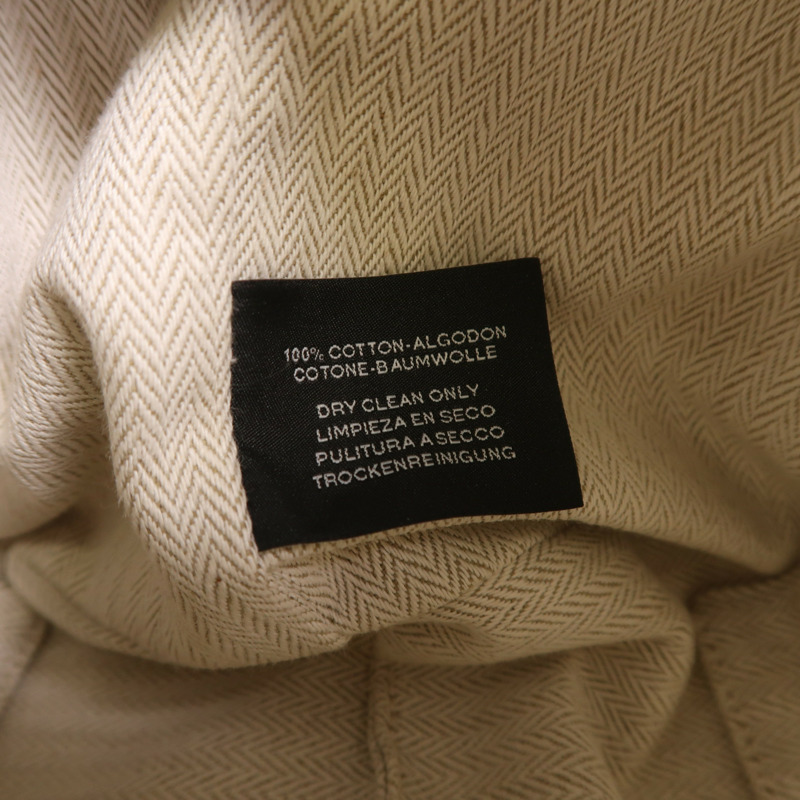 100% COTTON-ALGODON
COTONE-BAUMWOLLE
DRY CLEAN ONLY
LIMPIEZA EN SECO
PULITURA A SECCO
TROCKENREINIGUNG